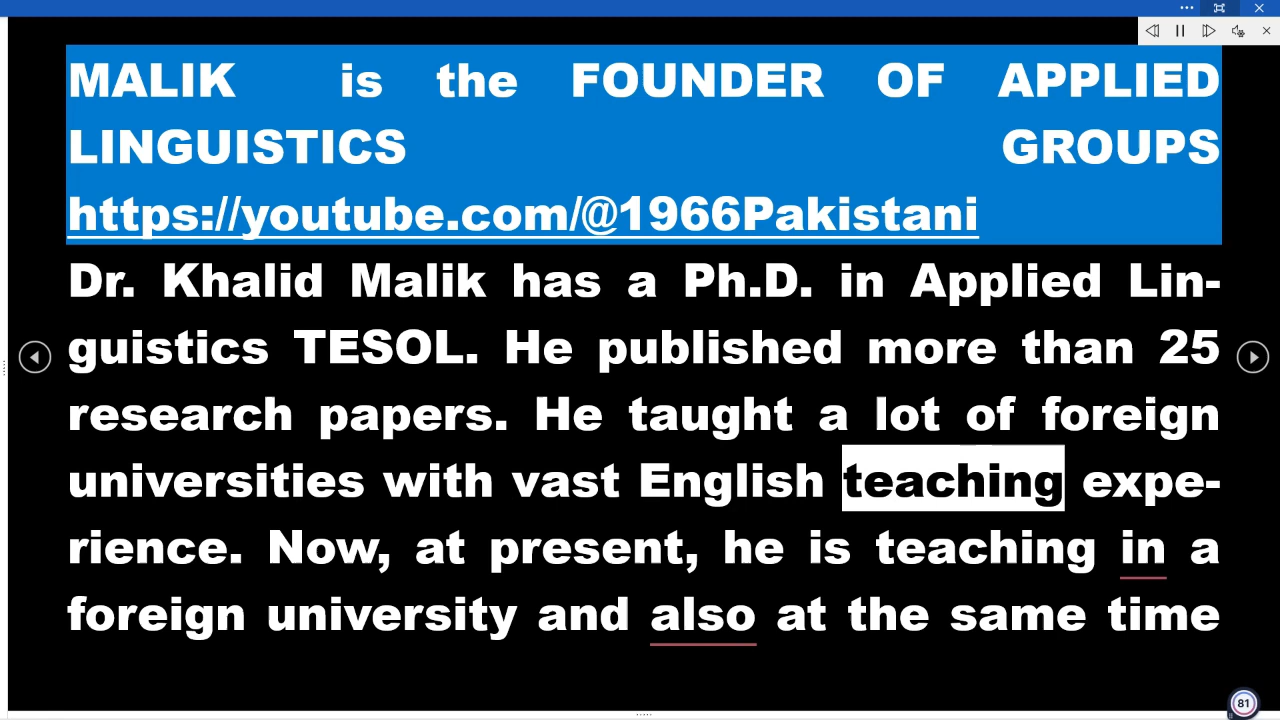 MALIK is the FOUNDER OF APPLIED
LINGUISTICS GROUPS
https://youtube.com/@1966Pakistani
Dr. Khalid Malik has a Ph.D. in Applied Lin-
guistics TESOL. He published more than 25
research papers. He taught a lot of foreign
universities with vast English teaching expe-
rience. Now, at present, he is teaching in a
foreign university and also at the same time
81